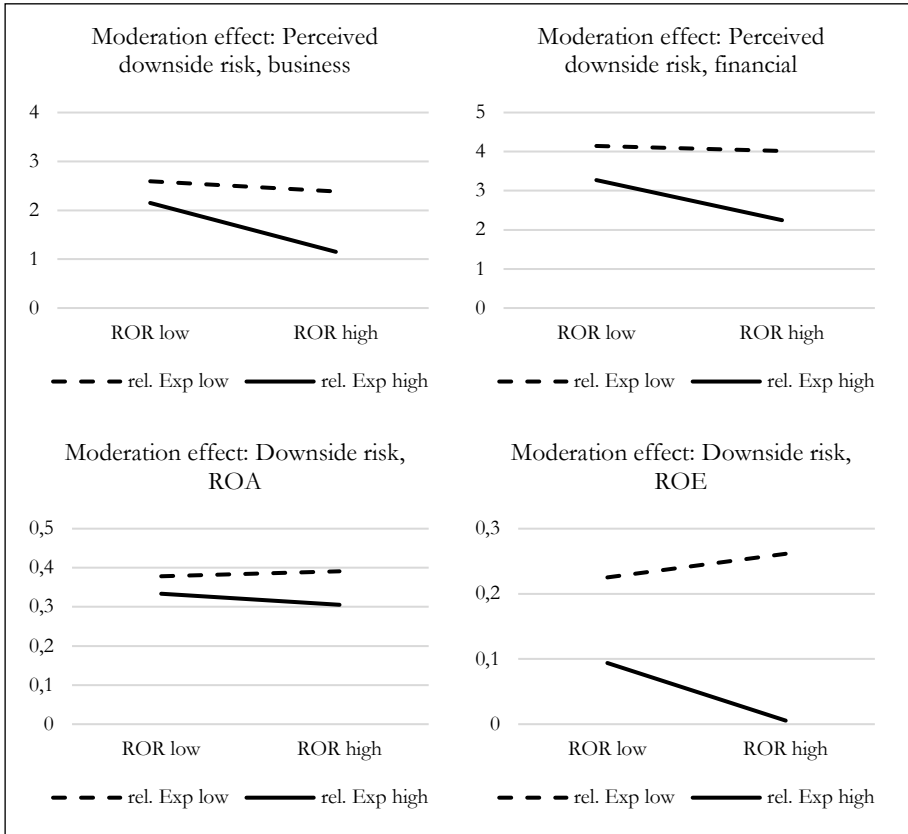 Moderation effect: Perceived
downside risk, business
4
3
2
1
0
ROR low
ROR high
rel. Exp low
rel. Exp high
Moderation effect: Perceived
downside risk, financial
5
4
3
2
1
0
ROR low
ROR high
rel. Exp low
rel. Exp high
Moderation effect: Downside risk,
ROA
0,5
0,4
0,3
0,2
0,1
0
ROR low
ROR high
rel. Exp low
rel. Exp high
Moderation effect: Downside risk,
ROE
0,3
0,2
0,1
0
ROR low
ROR high
rel. Exp low
rel. Exp high